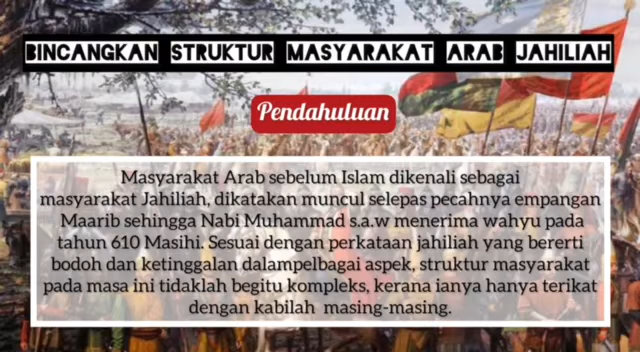 BINCANGKAN STRUKTUR MASYARAKAT ARAB JAHILIAH
Pendahuluan
Masyarakat Arab sebelum Islam dikenali sebagai
masyarakat Jahiliah, dikatakan muncul selepas pecahnya empangan
Maarib sehingga Nabi Muhammad s.a.w menerima wahyu pada
tahun 610 Masihi. Sesuai dengan perkataan jahiliah yang bererti
bodoh dan ketinggalan dalampelbagai aspek, struktur masyarakat
pada masa ini tidaklah begitu kompleks, kerana ianya hanya terikat
dengan kabilah masing-masing.